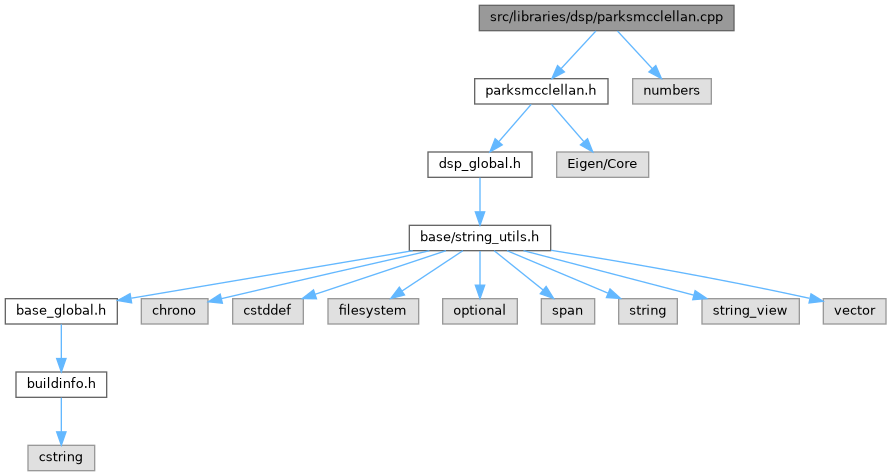 src/libraries/dsp/parksmcclellan.cpp
parksmcclellan.h
numbers
dsp_global.h
Eigen/Core
base/string_utils.h
base_global.h
chrono
cstddef
filesystem
optional
span
string
string_view
vector
buildinfo.h
cstring